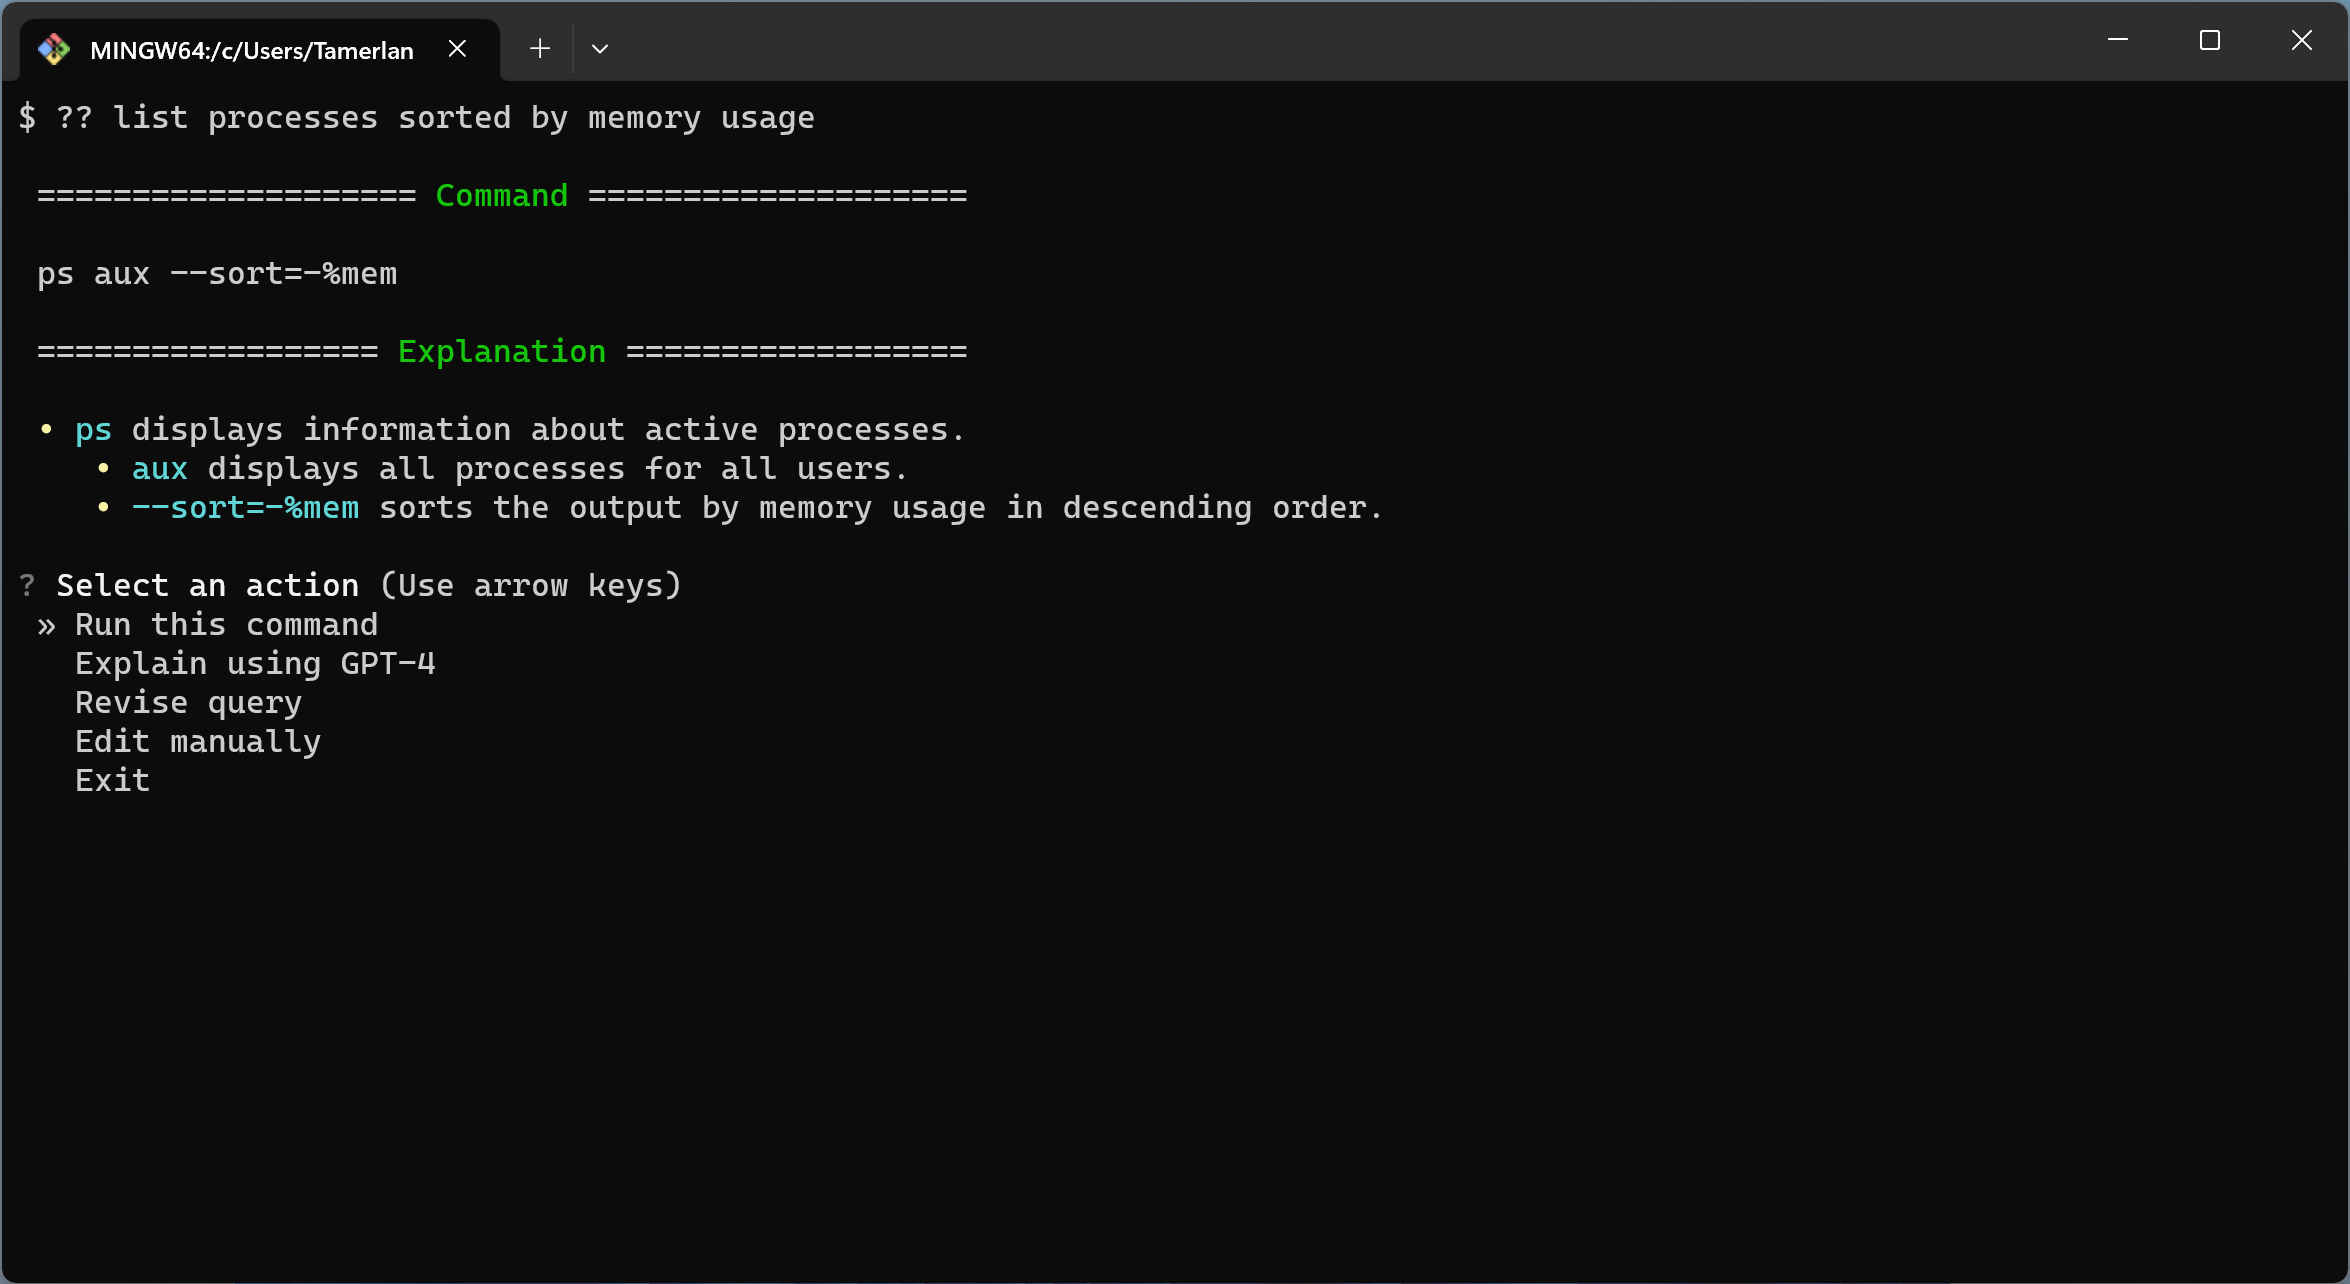 MINGW64:/c/Users/Tamerlan
$ ?? list processes sorted by memory usage
==================== Command ====================
ps aux --sort=-%mem
================== Explanation ==================
• ps displays information about active processes.
• aux displays all processes for all users.
• --sort=-%mem sorts the output by memory usage in descending order.
? Select an action (Use arrow keys)
» Run this command
Explain using GPT-4
Revise query
Edit manually
Exit